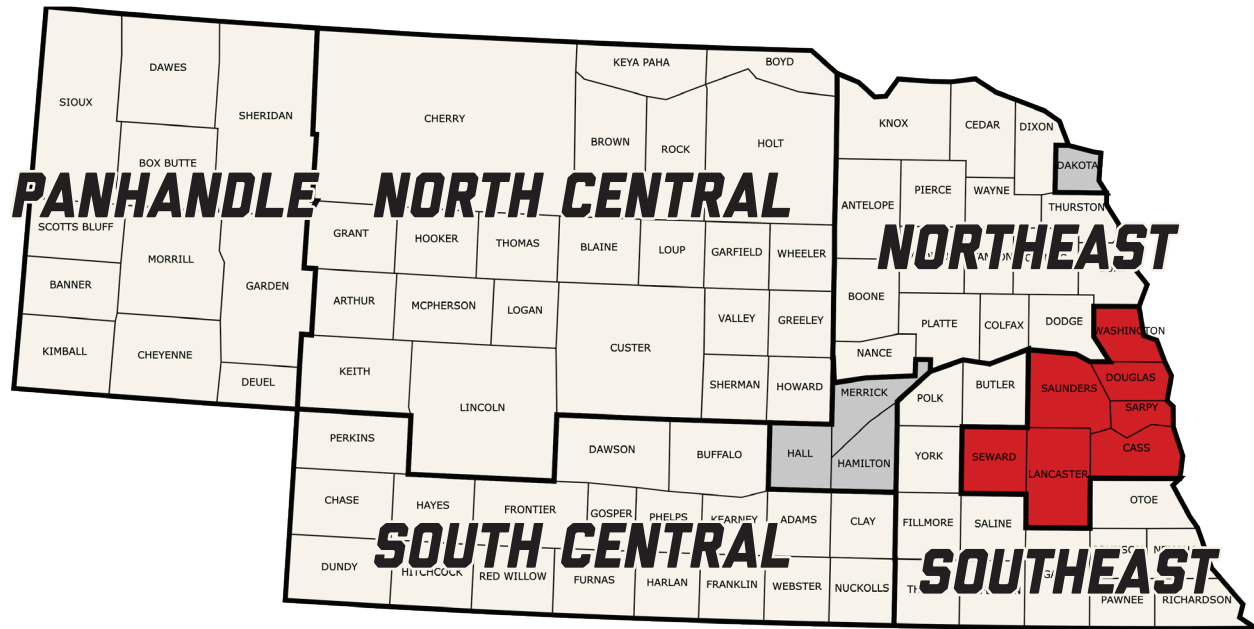 SIOUX
DAWES
SHERIDAN
BOX BUTTE
SCOTTS BLUFF
MORRILL
BANNER
GARDEN
KIMBALL
CHEYENNE
DEUEL
PANHANDLE
CHERRY
KEYA PAHA
BOYD
BROWN
ROCK
HOLT
NORTH CENTRAL
GRANT
HOOKER
THOMAS
BLAINE
LOUP
GARFIELD
WHEELER
ARTHUR
MCPHERSON
LOGAN
CUSTER
VALLEY
GREELEY
KEITH
LINCOLN
SHERMAN
HOWARD
KNOX
CEDAR
DIXON
DAKOTA
ANTELOPE
PIERCE
WAYNE
THURSTON
NORTHEAST
BOONE
PLATTE
COLFAX
DODGE
WASHINGTON
NANCE
MERRICK
POLK
BUTLER
SAUNDERS
DOUGLAS
SARPY
CASS
HALL
HAMILTON
YORK
SEWARD
LANCASTER
OTOE
PERKINS
DAWSON
BUFFALO
CHASE
HAYES
FRONTIER
GOSPER
PHELPS
KEARNEY
ADAMS
CLAY
FILLMORE
SALINE
SOUTH CENTRAL
SOUTHEAST
DUNDY
HITCHCOCK
RED WILLOW
FURNAS
HARLAN
FRANKLIN
WEBSTER
NUCKOLLS
PAWNEE
RICHARDSON